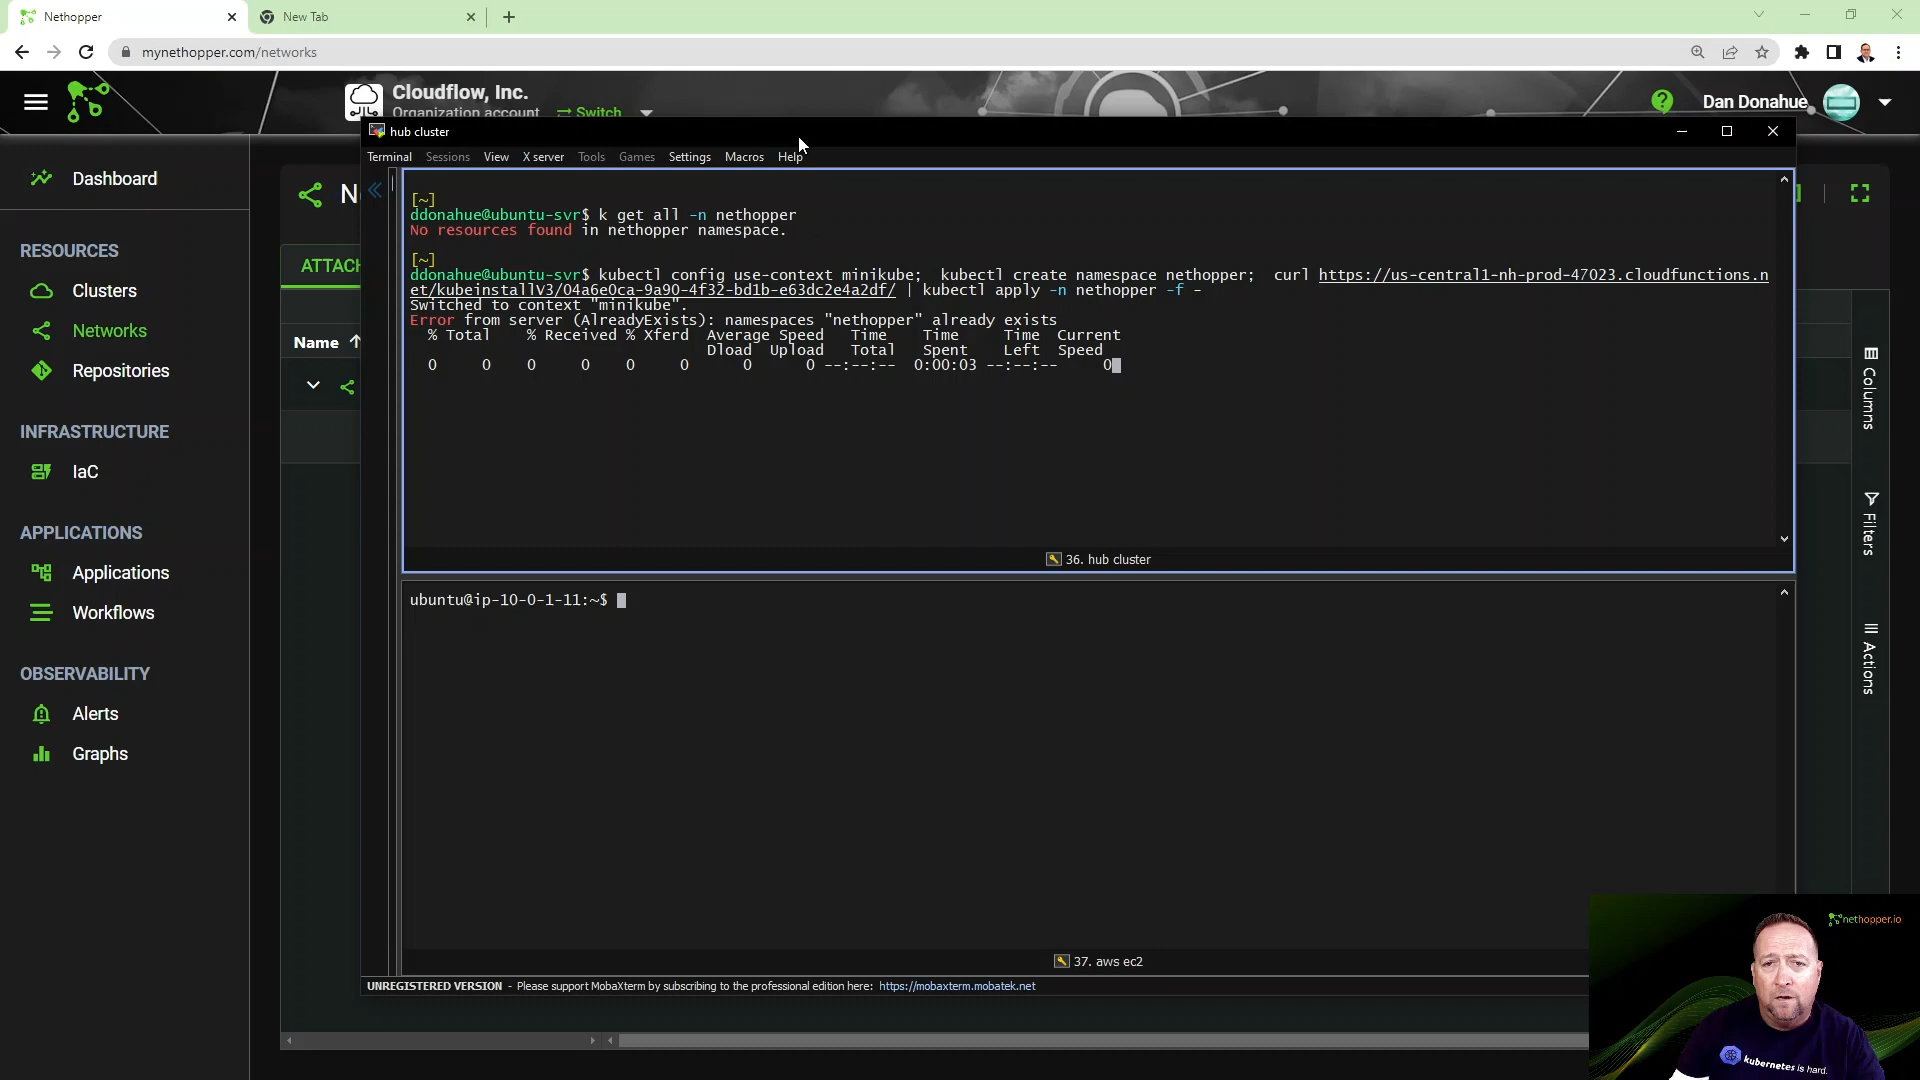 Nethopper
New Tab
mynethopper.com/networks
Cloudflow, Inc.
Organization account
Switch
Dan Donahue
hub cluster
Terminal Sessions View X server Tools Games Settings Macros Help
Dashboard
RESOURCES
Clusters
Networks
Repositories
INFRASTRUCTURE
IaC
APPLICATIONS
Applications
Workflows
OBSERVABILITY
Alerts
Graphs
ATTACH
Name
[~]
ddonahue@ubuntu-svr$ k get all -n nethopper
No resources found in nethopper namespace.
[~]
ddonahue@ubuntu-svr$ kubectl config use-context minikube;  kubectl create namespace nethopper;  curl https://us-central1-nh-prod-47023.cloudfunctions.n
et/kubeinstallV3/04a6e0ca-9a90-4f32-bd1b-e63dc2e4a2df/ | kubectl apply -n nethopper -f -
Switched to context "minikube".
Error from server (AlreadyExists): namespaces "nethopper" already exists
% Total % Received % Xferd Average Speed Time Time Time Current
Dload Upload Total Spent Left Speed
0 0 0 0 0 0 0 0 --:--:-- 0:00:03 --:--:-- 0
36. hub cluster
ubuntu@ip-10-0-1-11:~$
37. aws ec2
UNREGISTERED VERSION - Please support MobaXterm by subscribing to the professional edition here: https://mobaxterm.mobatek.net
Columns
Filters
Actions
nethopper.io
kubernetes is hard.